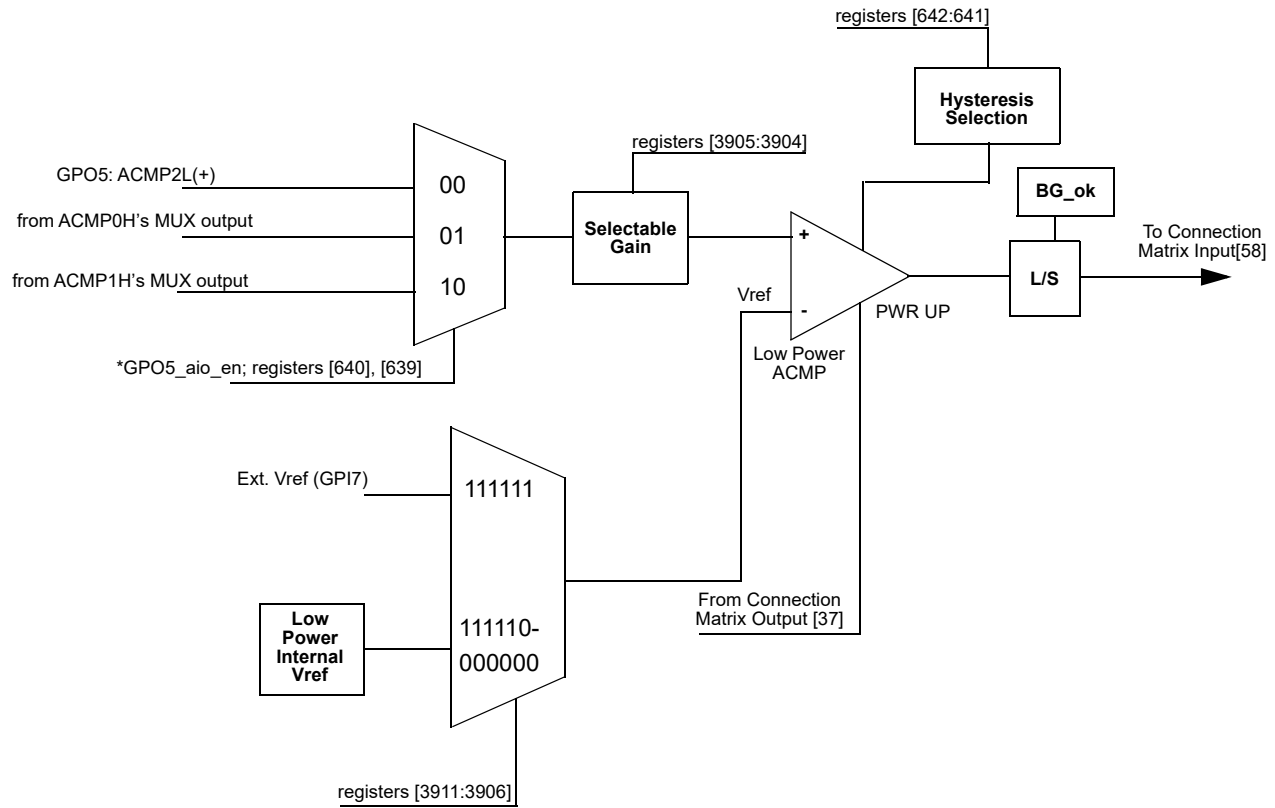 registers [642:641]
Hysteresis
Selection
registers [3905:3904]
GPO5: ACMP2L(+)
00
BG_ok
from ACMP0H's MUX output
01
Selectable
Gain
+
To Connection
Matrix Input[58]
from ACMP1H's MUX output
10
L/S
Vref
-
PWR UP
Low Power
ACMP
*GPO5_aio_en; registers [640], [639]
Ext. Vref (GPI7)
111111
From Connection
Matrix Output [37]
Low
Power
Internal
Vref
111110-
000000
registers [3911:3906]